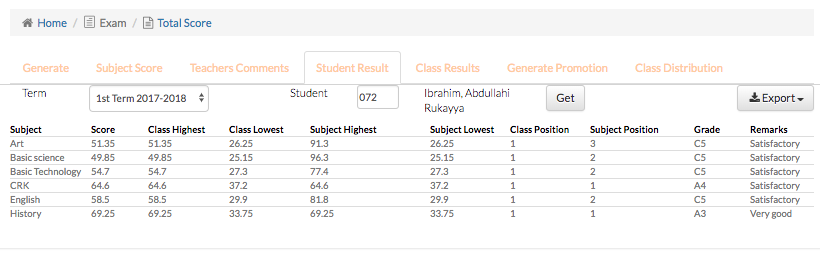 Home / Exam / Total Score
Generate Subject Score Teachers Comments Student Result Class Results Generate Promotion Class Distribution
Term 1st Term 2017-2018 Student 072 Ibrahim, Abdullahi Get Export
Rukayya
Subject Score Class Highest Class Lowest Subject Highest Subject Lowest Class Position Subject Position Grade Remarks
Art 51.35 51.35 26.25 91.3 26.25 1 3 C5 Satisfactory
Basic science 49.85 49.85 25.15 96.3 25.15 1 2 C5 Satisfactory
Basic Technology 54.7 54.7 27.3 77.4 27.3 1 2 C5 Satisfactory
CRK 64.6 64.6 37.2 64.6 37.2 1 1 A4 Satisfactory
English 58.5 58.5 29.9 81.8 29.9 1 2 C5 Satisfactory
History 69.25 69.25 33.75 69.25 33.75 1 1 A3 Very good